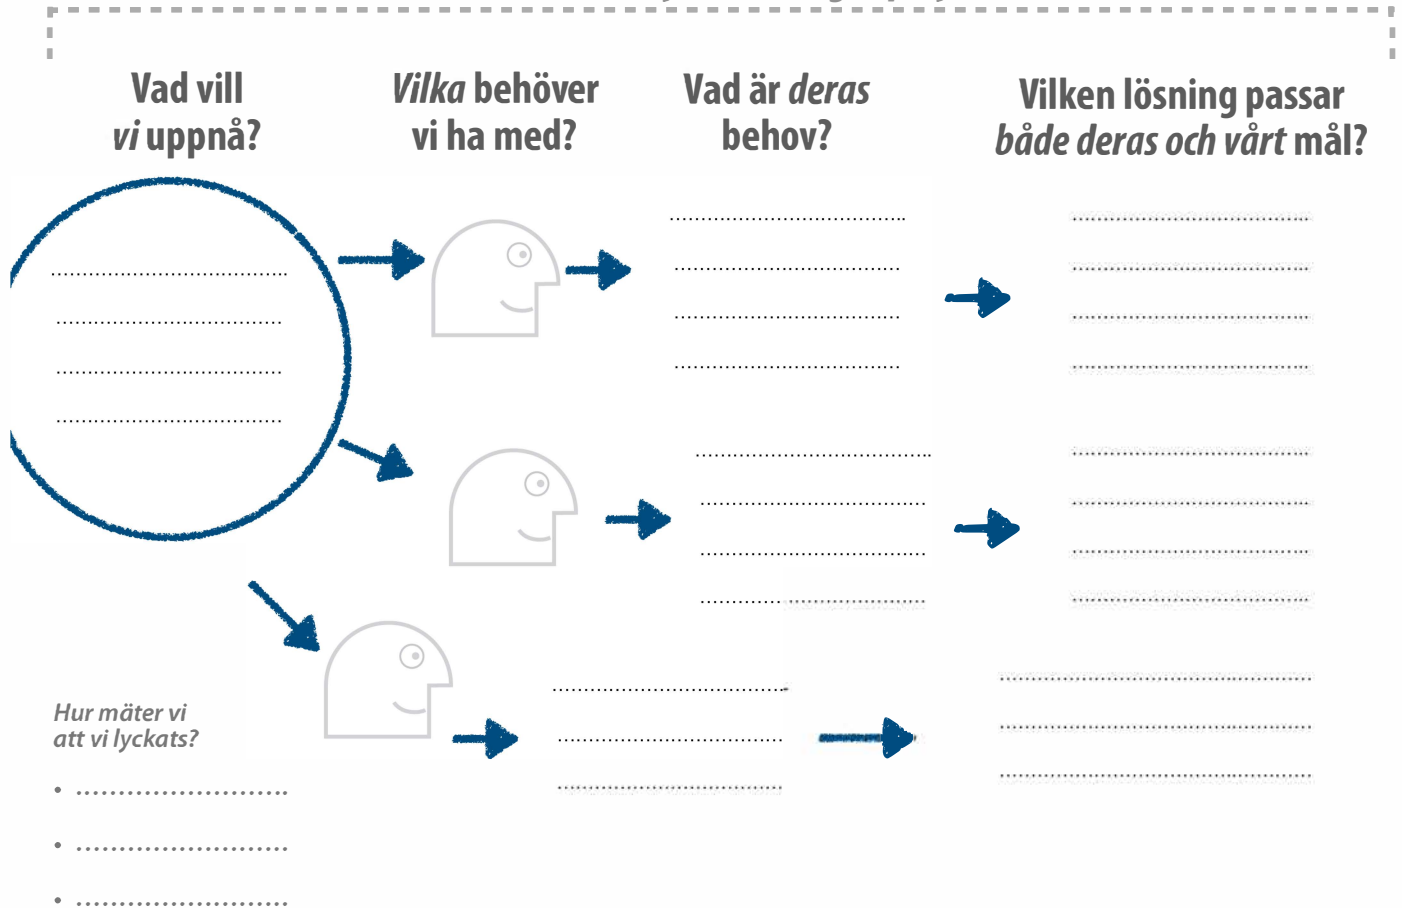 Vad vill
vi uppnå?
Vilka behöver
vi ha med?
Vad är deras
behov?
Vilken lösning passar
både deras och vårt mål?
Hur mäter vi
att vi lyckats?